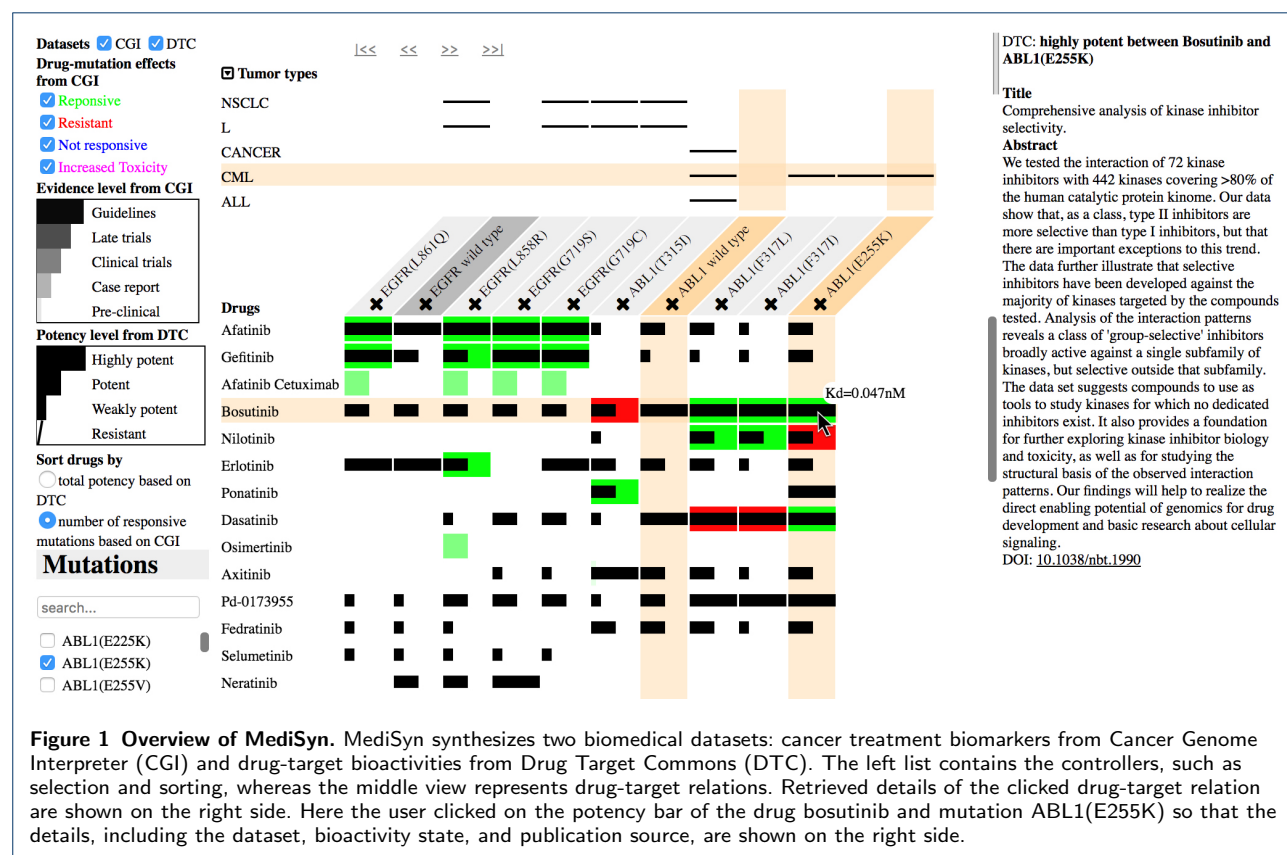 Datasets CGI DTC
Drug-mutation effects
from CGI
Reponsive
Resistant
Not responsive
Increased Toxicity
Evidence level from CGI
Guidelines
Late trials
Clinical trials
Case report
Pre-clinical
Potency level from DTC
Highly potent
Potent
Weakly potent
Resistant
Sort drugs by
total potency based on
DTC
number of responsive
mutations based on CGI
Mutations
search...
ABL1(E225K)
ABL1(E255K)
ABL1(E255V)
|<< << >> >>|
Tumor types
NSCLC
L
CANCER
CML
ALL
EGFR(L861Q)
EGFR wild type
EGFR(L858R)
EGFR(G719S)
EGFR(G719C)
ABL1(T315I)
ABL1 wild type
ABL1(F317L)
ABL1(F317I)
ABL1(E255K)
Drugs
Afatinib
Gefitinib
Afatinib Cetuximab
Bosutinib
Kd=0.047nM
Nilotinib
Erlotinib
Ponatinib
Dasatinib
Osimertinib
Axitinib
Pd-0173955
Fedratinib
Selumetinib
Neratinib
DTC: highly potent between Bosutinib and
ABL1(E255K)
Title
Comprehensive analysis of kinase inhibitor
selectivity.
Abstract
We tested the interaction of 72 kinase
inhibitors with 442 kinases covering >80% of
the human catalytic protein kinome. Our data
show that, as a class, type II inhibitors are
more selective than type I inhibitors, but that
there are important exceptions to this trend.
The data further illustrate that selective
inhibitors have been developed against the
majority of kinases targeted by the compounds
tested. Analysis of the interaction patterns
reveals a class of 'group-selective' inhibitors
broadly active against a single subfamily of
kinases, but selective outside that subfamily.
The data set suggests compounds to use as
tools to study kinases for which no dedicated
inhibitors exist. It also provides a foundation
for further exploring kinase inhibitor biology
and toxicity, as well as for studying the
structural basis of the observed interaction
patterns. Our findings will help to realize the
direct enabling potential of genomics for drug
development and basic research about cellular
signaling.
DOI: 10.1038/nbt.1990
Figure 1 Overview of MediSyn. MediSyn synthesizes two biomedical datasets: cancer treatment biomarkers from Cancer Genome
Interpreter (CGI) and drug-target bioactivities from Drug Target Commons (DTC). The left list contains the controllers, such as
selection and sorting, whereas the middle view represents drug-target relations. Retrieved details of the clicked drug-target relation
are shown on the right side. Here the user clicked on the potency bar of the drug bosutinib and mutation ABL1(E255K) so that the
details, including the dataset, bioactivity state, and publication source, are shown on the right side.